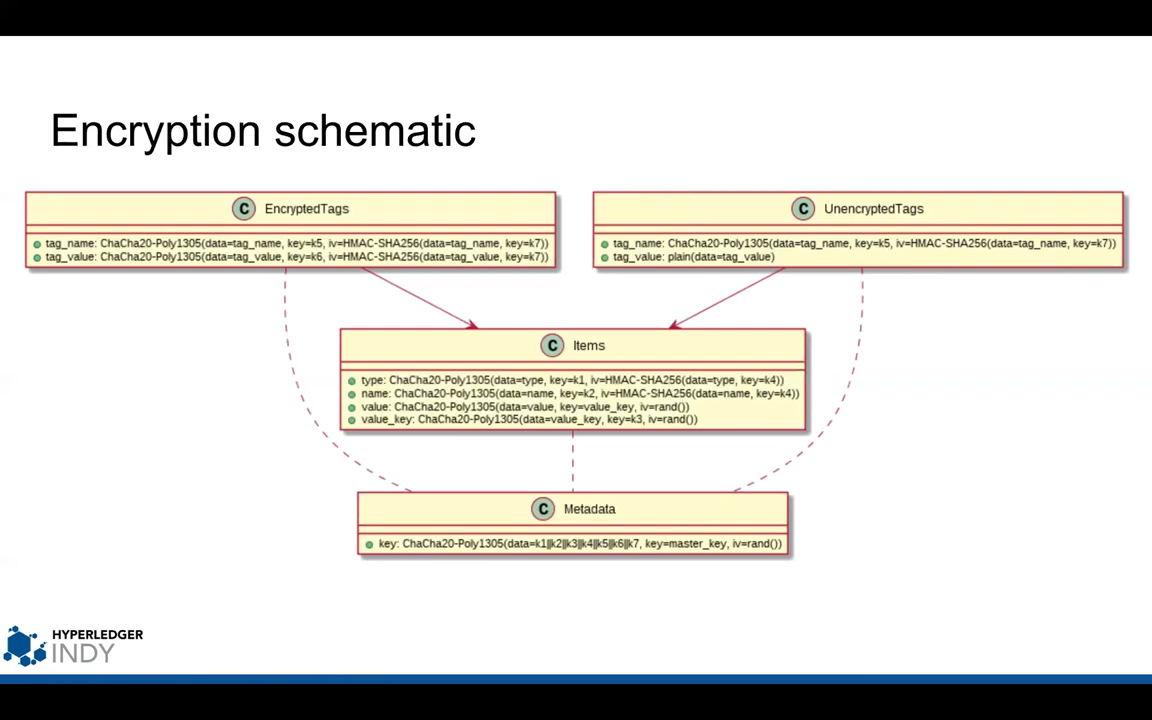 Encryption schematic
C EncryptedTags
tag_name: ChaCha20-Poly1305(data=tag_name, key=k5, iv=HMAC-SHA256(data=tag_name, key=k7))
tag_value: ChaCha20-Poly1305(data=tag_value, key=k6, iv=HMAC-SHA256(data=tag_value, key=k7))
C UnencryptedTags
tag_name: ChaCha20-Poly1305(data=tag_name, key=k5, iv=HMAC-SHA256(data=tag_name, key=k7))
tag_value: plain(data=tag_value)
C Items
type: ChaCha20-Poly1305(data=type, key=k1, iv=HMAC-SHA256(data=type, key=k4))
name: ChaCha20-Poly1305(data=name, key=k2, iv=HMAC-SHA256(data=name, key=k4))
value: ChaCha20-Poly1305(data=value, key=value_key, iv=rand())
value_key: ChaCha20-Poly1305(data=value_key, key=k3, iv=rand())
C Metadata
key: ChaCha20-Poly1305(data=k1||k2||k3||k4||k5||k6||k7, key=master_key, iv=rand())
HYPERLEDGER
INDY